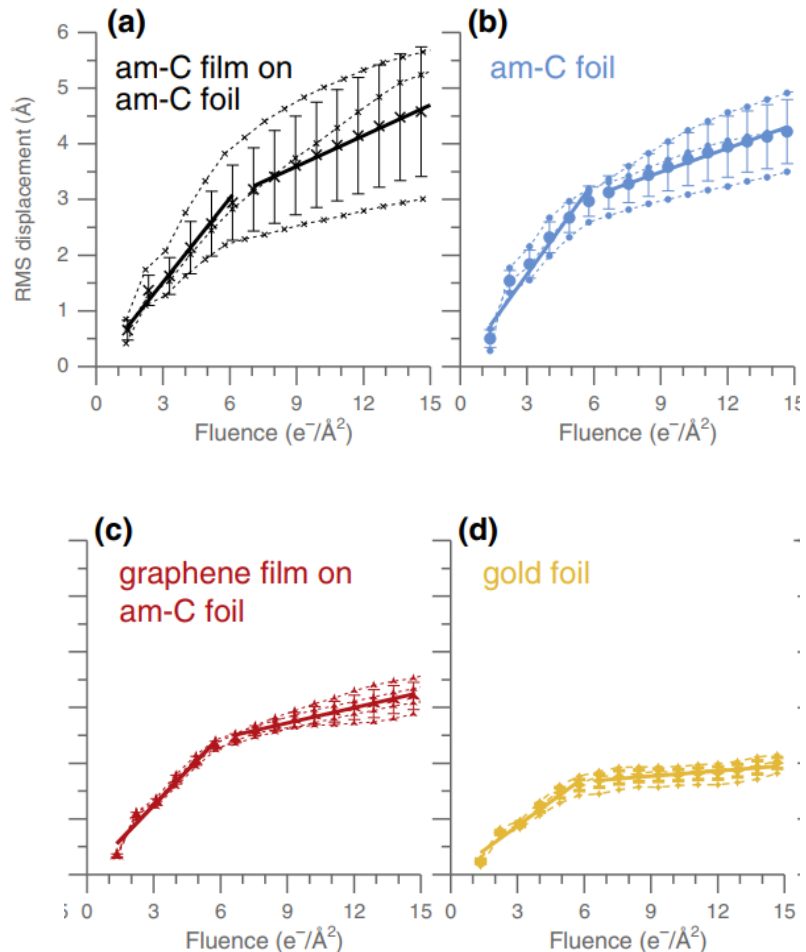 (a)
am-C film on
am-C foil
(b)
am-C foil
RMS displacement (Å)
6
5
4
3
2
1
0
0 3 6 9 12 15
Fluence (e⁻/Å²)
0 3 6 9 12 15
Fluence (e⁻/Å²)
(c)
graphene film on
am-C foil
(d)
gold foil
5 0 3 6 9 12 15
Fluence (e⁻/Å²)
0 3 6 9 12 15
Fluence (e⁻/Å²)